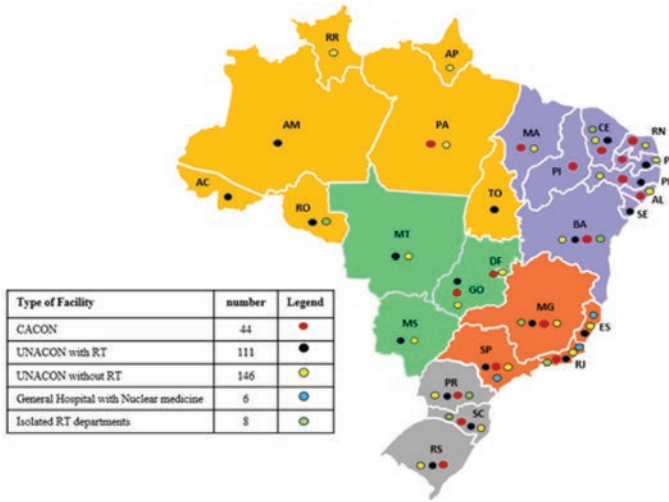 RR
AP
AM
PA
MA
CE
RN
PI
AC
RO
TO
AL
SE
BA
MT
DF
GO
MG
MS
ES
SP
RJ
PR
SC
RS
Type of Facility number Legend
CACON 44
UNACON with RT 111
UNACON without RT 146
General Hospital with Nuclear medicine 6
Isolated RT departments 8